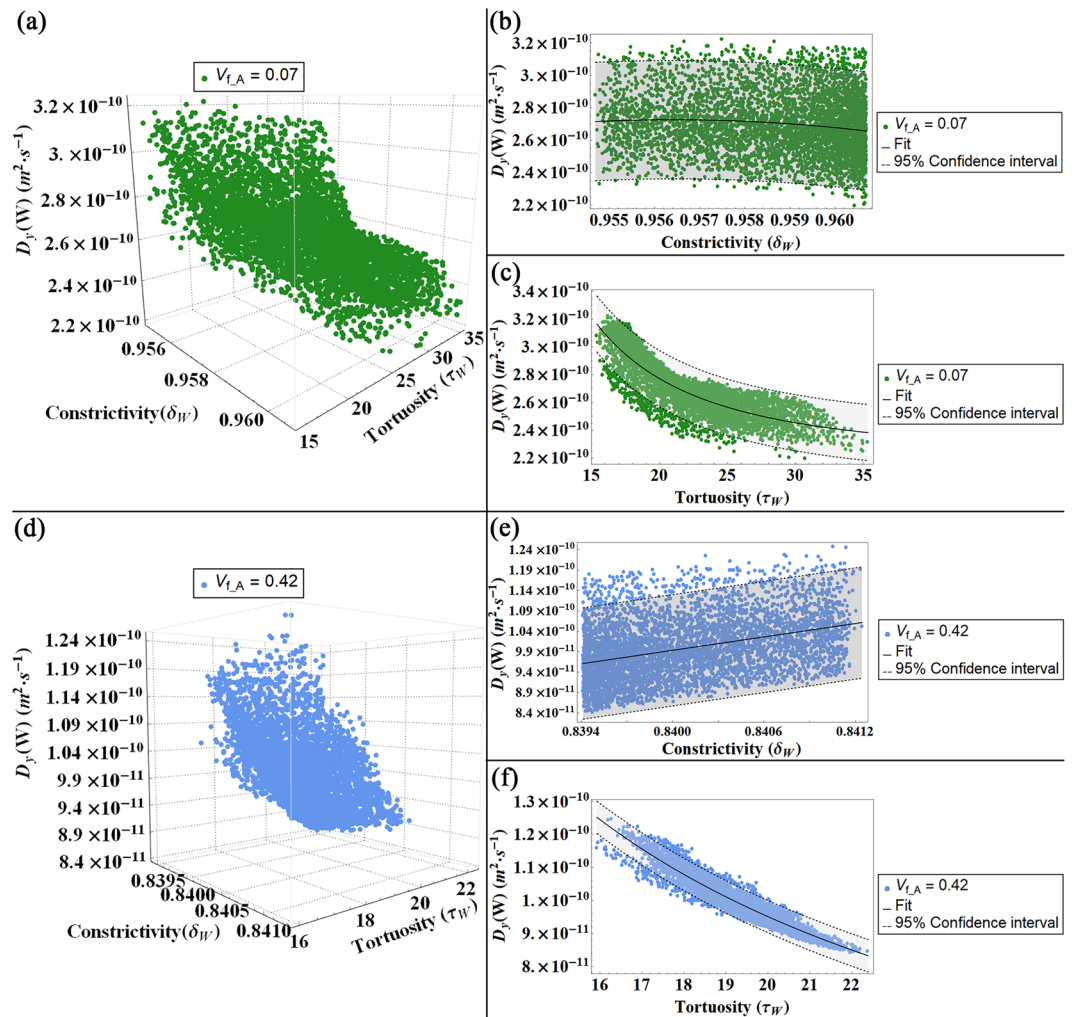 (a)
V_f_A = 0.07
3.2 × 10^-10
3. × 10^-10
2.8 × 10^-10
2.6 × 10^-10
2.4 × 10^-10
2.2 × 10^-10
D_y(W) (m^2·s^-1)
0.956
0.958
0.960
Constrictivity(δ_W)
15
20
25
30
35
Tortuosity (τ_W)
(b)
3.2 × 10^-10
3. × 10^-10
2.8 × 10^-10
2.6 × 10^-10
2.4 × 10^-10
2.2 × 10^-10
D_y(W) (m^2·s^-1)
0.955 0.956 0.957 0.958 0.959 0.960
Constrictivity (δ_W)
V_f_A = 0.07
Fit
95% Confidence interval
(c)
3.4 × 10^-10
3.2 × 10^-10
3. × 10^-10
2.8 × 10^-10
2.6 × 10^-10
2.4 × 10^-10
2.2 × 10^-10
D_y(W) (m^2·s^-1)
15 20 25 30 35
Tortuosity (τ_W)
V_f_A = 0.07
Fit
95% Confidence interval
(d)
V_f_A = 0.42
1.24 × 10^-10
1.19 × 10^-10
1.14 × 10^-10
1.09 × 10^-10
1.04 × 10^-10
9.9 × 10^-11
9.4 × 10^-11
8.9 × 10^-11
8.4 × 10^-11
D_y(W) (m^2·s^-1)
0.8395
0.8400
0.8405
0.8410
Constrictivity(δ_W)
16
18
20
22
Tortuosity (τ_W)
(e)
1.24 ×10^-10
1.19 ×10^-10
1.14 ×10^-10
1.09 ×10^-10
1.04 ×10^-10
9.9 ×10^-11
9.4 ×10^-11
8.9 ×10^-11
8.4 ×10^-11
D_y(W) (m^2·s^-1)
0.8394 0.8400 0.8406 0.8412
Constrictivity (δ_W)
V_f_A = 0.42
Fit
95% Confidence interval
(f)
1.3 × 10^-10
1.2 × 10^-10
1.1 × 10^-10
1. × 10^-10
9. × 10^-11
8. × 10^-11
D_y(W) (m^2·s^-1)
16 17 18 19 20 21 22
Tortuosity (τ_W)
V_f_A = 0.42
Fit
95% Confidence interval